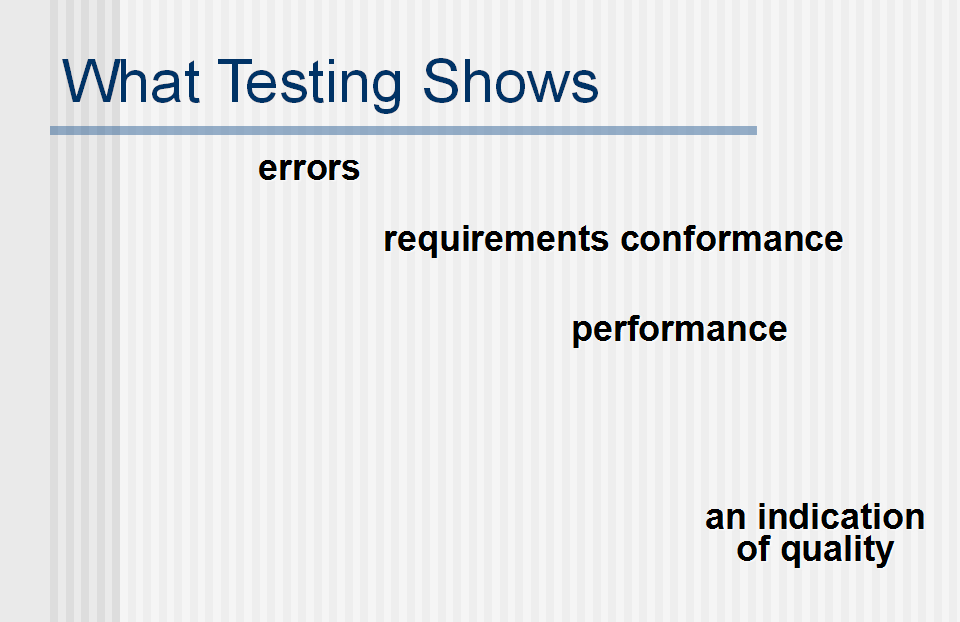 What Testing Shows
errors
requirements conformance
performance
an indication
of quality